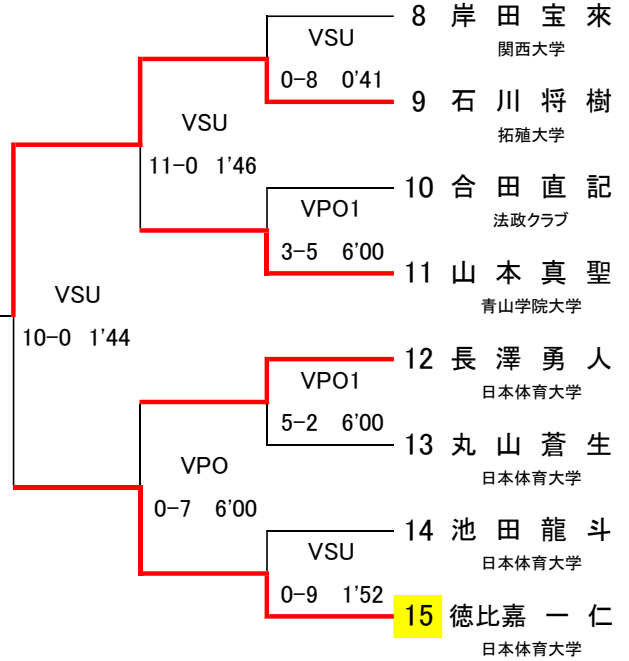 8 岸田宝來
VSU
関西大学
0-8 0'41
9 石川将樹
拓殖大学
VSU
11-0 1'46
10 合田直記
VPO1
法政クラブ
3-5 6'00
11 山本真聖
青山学院大学
VSU
10-0 1'44
12 長澤勇人
VPO1
日本体育大学
5-2 6'00
13 丸山蒼生
日本体育大学
VPO
0-7 6'00
14 池田龍斗
VSU
日本体育大学
0-9 1'52
15 徳比嘉一仁
日本体育大学